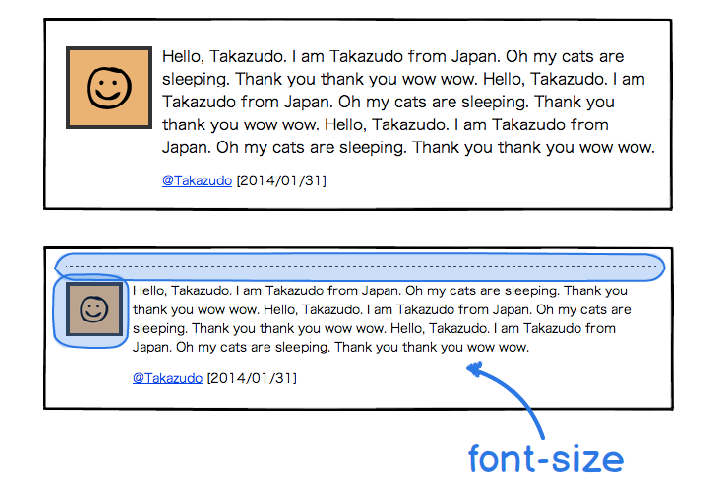 Hello, Takazudo. I am Takazudo from Japan. Oh my cats are
sleeping. Thank you thank you wow wow. Hello, Takazudo. I am
Takazudo from Japan. Oh my cats are sleeping. Thank you
thank you wow wow. Hello, Takazudo. I am Takazudo from
Japan. Oh my cats are sleeping. Thank you thank you wow wow.
@Takazudo [2014/01/31]
Hello, Takazudo. I am Takazudo from Japan. Oh my cats are sleeping. Thank you
thank you wow wow. Hello, Takazudo. I am Takazudo from Japan. Oh my cats are
sleeping. Thank you thank you wow wow. Hello, Takazudo. I am Takazudo from
Japan. Oh my cats are sleeping. Thank you thank you wow wow.
@Takazudo [2014/01/31]
font-size